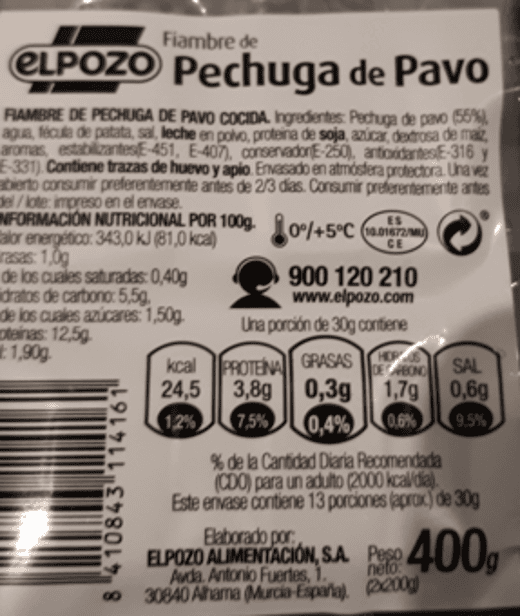 Fiambre de
ELPOZO Pechuga de Pavo
FIAMBRE DE PECHUGA DE PAVO COCIDA. Ingredientes: Pechuga de pavo (55%),
agua, fécula de patata, sal, leche en polvo, proteína de soja, azúcar, dextrosa de maíz,
aromas, estabilizantes(E-451, E-407), conservador(E-250), antioxidantes(E-316 y
E-331). Contiene trazas de huevo y apio. Envasado en atmósfera protectora. Una vez
abierto consumir preferentemente antes de 2/3 días. Consumir preferentemente antes
del / lote: impreso en el envase.
INFORMACIÓN NUTRICIONAL POR 100g.
alor energético: 343,0 kJ (81,0 kcal)
rasas: 1,0g
de los cuales saturadas: 0,40g
idratos de carbono: 5,5g,
de los cuales azúcares: 1,50g.
oteínas: 12,5g.
l: 1,90g.
0º/+5ºC
ES
10.01672/MU
CE
900 120 210
www.elpozo.com
Una porción de 30g contiene
kcal PROTEÍNA GRASAS HIDRATOS DE CARBONO SAL
24,5 3,8g 0,3g 1,7g 0,6g
1,2% 7,5% 0,4% 0,6% 9,5%
% de la Cantidad Diaria Recomendada
(CDO) para un adulto (2000 kcal/día).
Este envase contiene 13 porciones (aprox.) de 30g
Elaborado por:
ELPOZO ALIMENTACIÓN, S.A.
Avda. Antonio Fuertes, 1.
30840 Alhama (Murcia-España).
Peso neto: 400g
(2x200g)
8 410843 114161